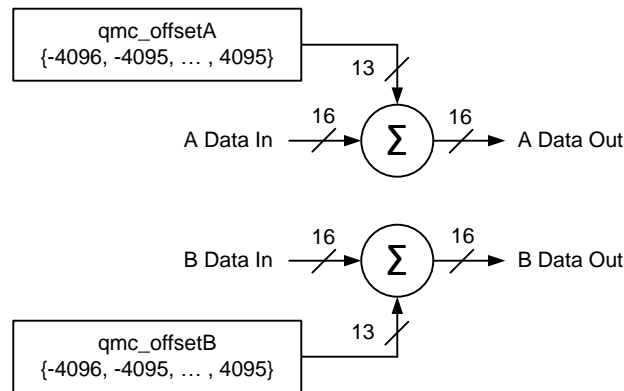 qmc_offsetA
{-4096, -4095, … , 4095}
13
16
16
A Data In
Σ
A Data Out
16
16
B Data In
Σ
B Data Out
13
qmc_offsetB
{-4096, -4095, … , 4095}